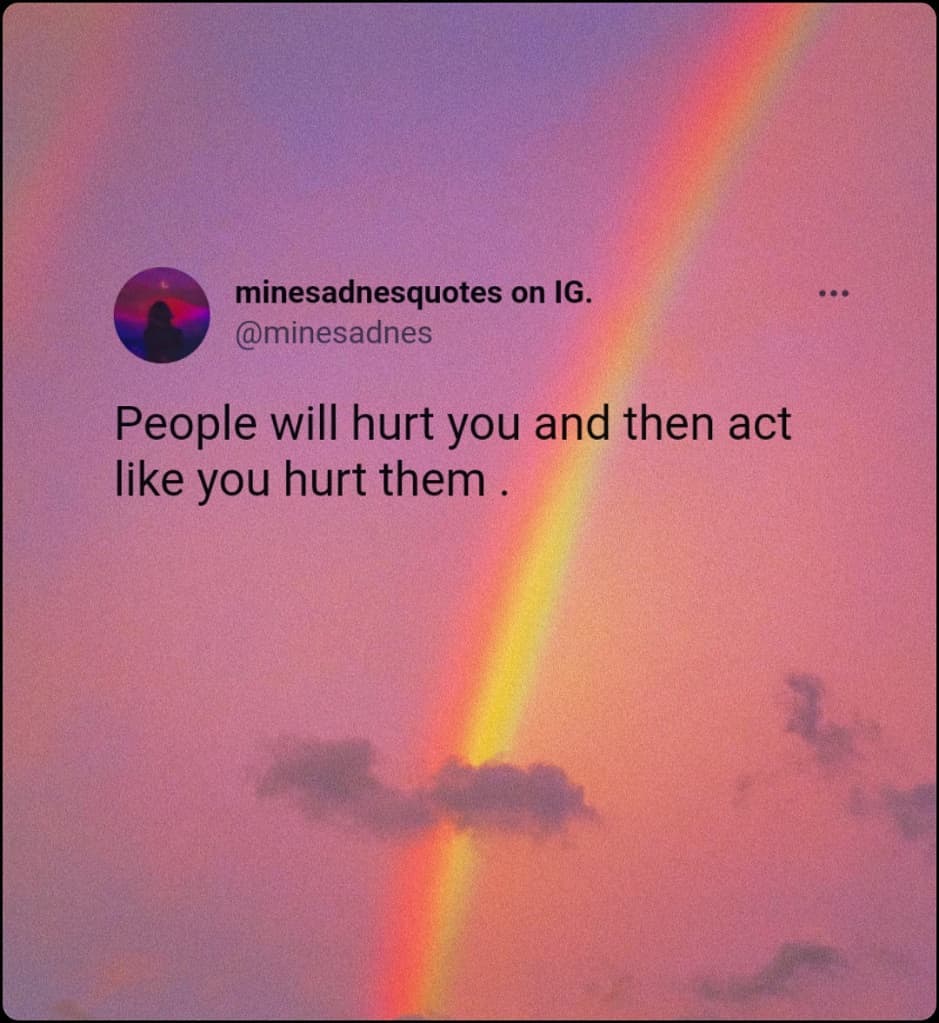 minesadnesquotes on IG.
@minesadnes
People will hurt you and then act
like you hurt them .